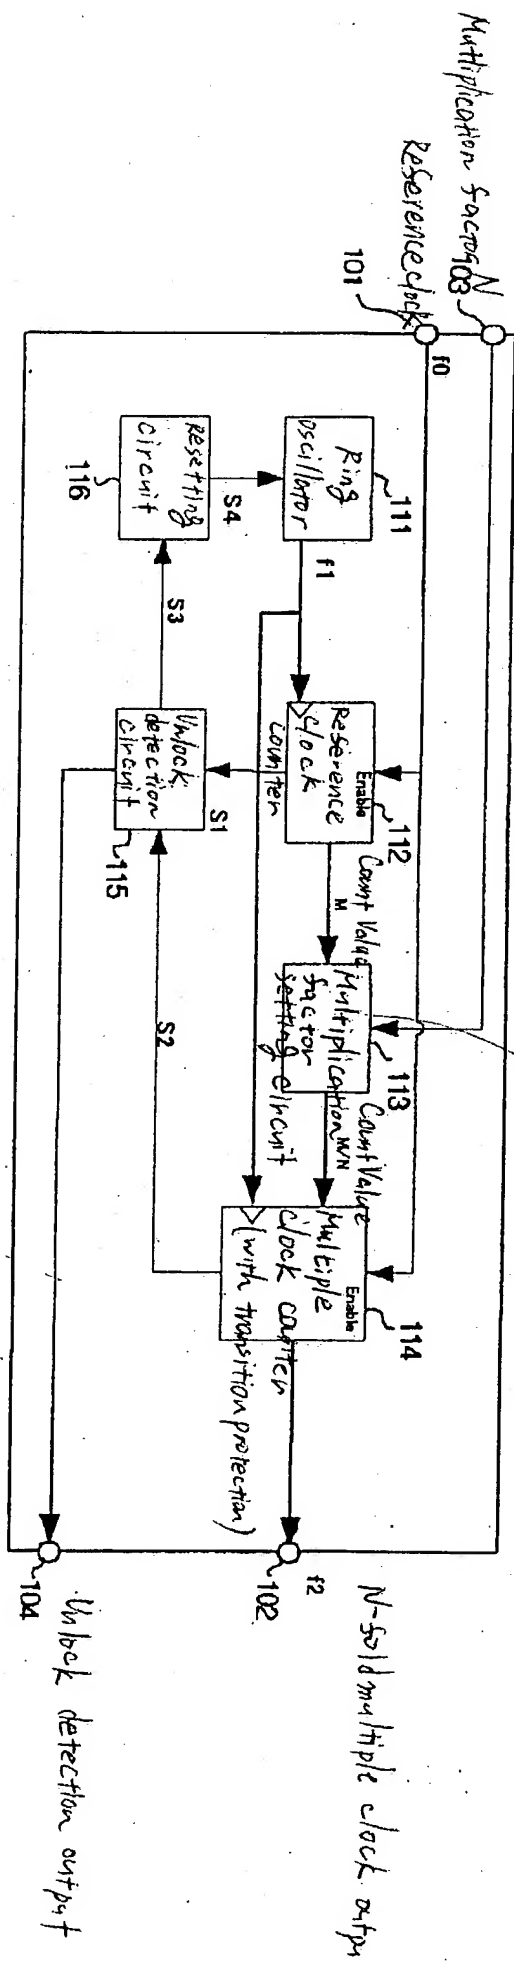 Multiplication factor N
103
Reference clock
101
f0
Ring
oscillator
111
f1
Resetting
circuit
116
S4
S3
Reference
clock
counter
Enable
112
Count Value
M
Multiplication
factor
setting circuit
113
Count Value
M/N
Multiple
clock counter
(with transition protection)
Enable
114
Unlock
detection
circuit
115
S1
S2
102
f2
N-fold multiple clock outpu
104
Unlock detection output